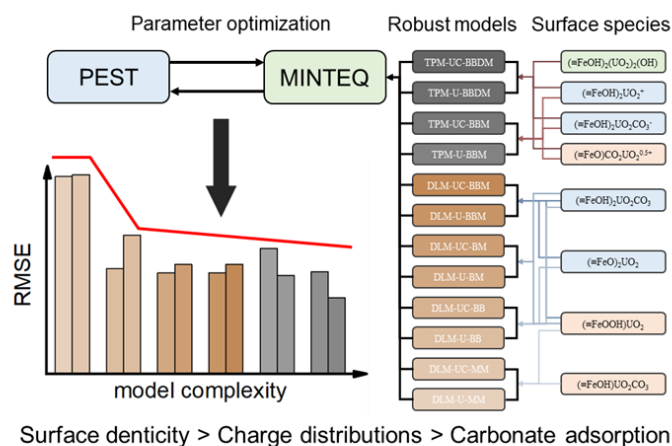 Parameter optimization
Robust models
Surface species
PEST
MINTEQ
TPM-UC-BBDM
TPM-U-BBDM
TPM-UC-BBM
TPM-U-BBM
DLM-UC-BBM
DLM-U-BBM
DLM-UC-BM
DLM-U-BM
DLM-UC-BB
DLM-U-BB
DLM-UC-MM
DLM-U-MM
(≡FeOH)₂(UO₂)₂(OH)
(≡FeOH)₂UO₂⁺
(≡FeOH)₂UO₂CO₃⁻
(≡FeO)CO₂UO₂⁰·⁵⁺
(≡FeOH)₂UO₂CO₃
(≡FeO)₂UO₂
(≡FeOOH)UO₂
(≡FeOH)UO₂CO₃
RMSE
model complexity
Surface denticity > Charge distributions > Carbonate adsorption